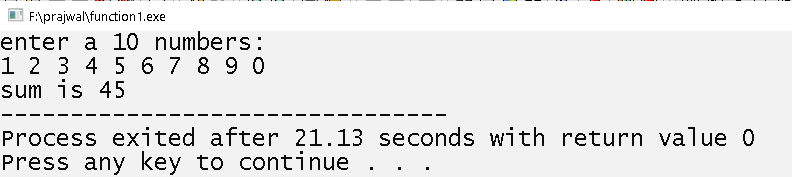 F:\prajwal\function1.exe
enter a 10 numbers:
1 2 3 4 5 6 7 8 9 0
sum is 45
--------------------------------
Process exited after 21.13 seconds with return value 0
Press any key to continue . . .